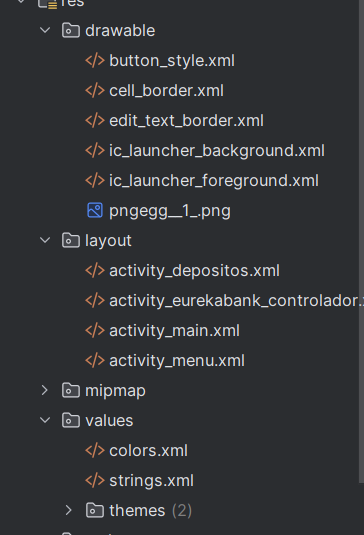 res
drawable
button_style.xml
cell_border.xml
edit_text_border.xml
ic_launcher_background.xml
ic_launcher_foreground.xml
pngegg__1_.png
layout
activity_depositos.xml
activity_eurekabank_controlador.
activity_main.xml
activity_menu.xml
mipmap
values
colors.xml
strings.xml
themes (2)